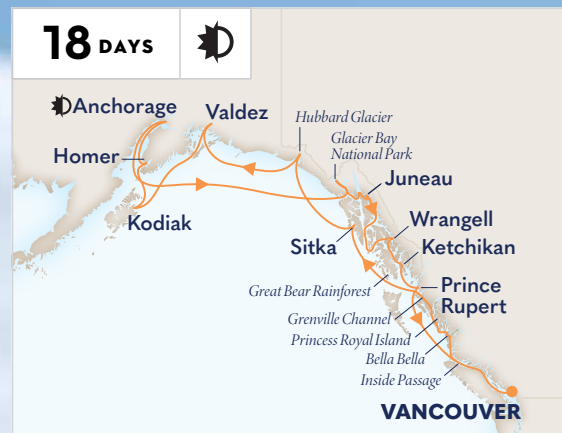 18 DAYS
Anchorage
Valdez
Hubbard Glacier
Glacier Bay
National Park
Homer
Juneau
Kodiak
Wrangell
Sitka
Ketchikan
Prince
Rupert
Great Bear Rainforest
Grenville Channel
Princess Royal Island
Bella Bella
Inside Passage
VANCOUVER